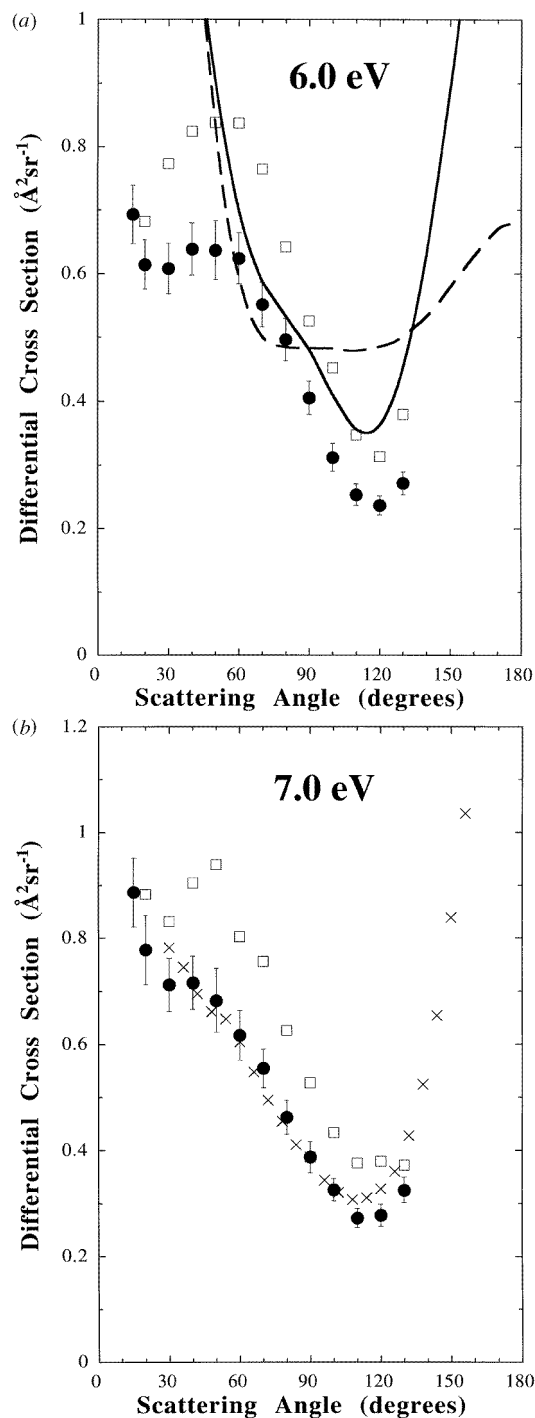 (a)
6.0 eV
1
0.8
0.6
0.4
0.2
0
Differential Cross Section (Å²sr⁻¹)
0 30 60 90 120 150 180
Scattering Angle (degrees)
(b)
7.0 eV
1.2
1
0.8
0.6
0.4
0.2
0
Differential Cross Section (Å²sr⁻¹)
0 30 60 90 120 150 180
Scattering Angle (degrees)